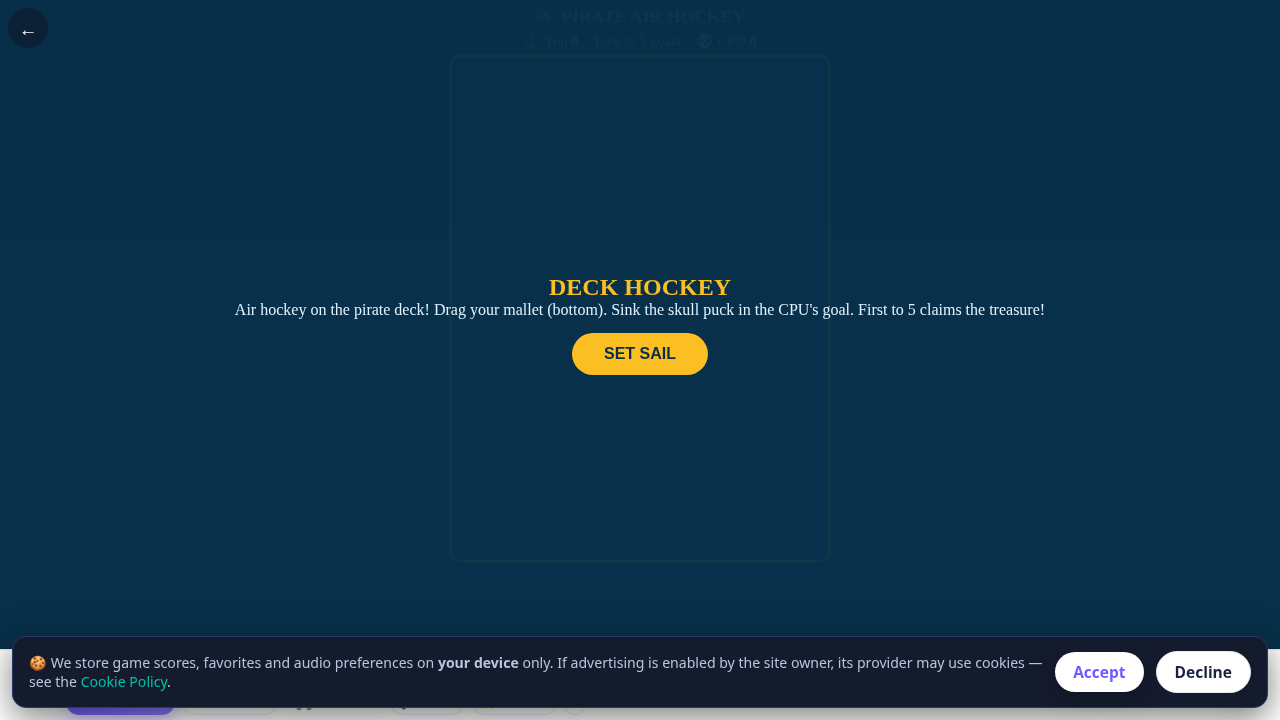 ←
PIRATE AIR HOCKEY
You 0 First to 5 goals CPU 0
DECK HOCKEY
Air hockey on the pirate deck! Drag your mallet (bottom). Sink the skull puck in the CPU's goal. First to 5 claims the treasure!
SET SAIL
We store game scores, favorites and audio preferences on your device only. If advertising is enabled by the site owner, its provider may use cookies —
see the Cookie Policy.
Accept
Decline